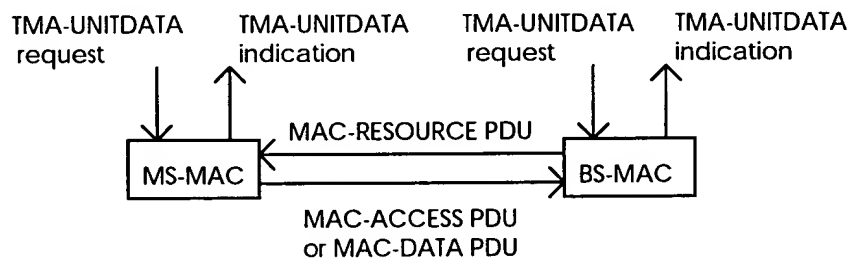 TMA-UNITDATA
request
TMA-UNITDATA
indication
TMA-UNITDATA
request
TMA-UNITDATA
indication
MAC-RESOURCE PDU
MS-MAC
BS-MAC
MAC-ACCESS PDU
or MAC-DATA PDU